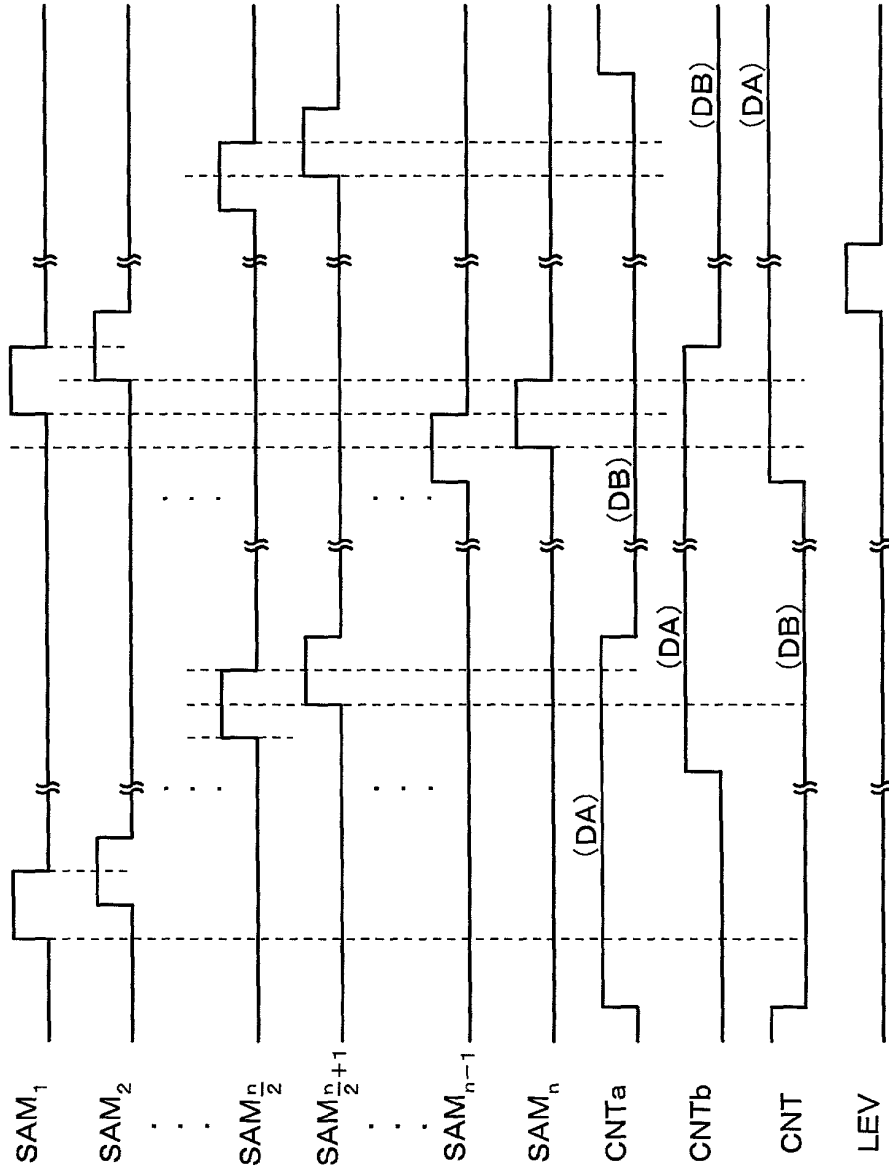 SAM₁
SAM₂
· · · ·
SAMₙ⁄₂
SAMₙ⁄₂₊₁
· · · ·
SAMₙ₋₁
SAMₙ
CNTa
(DA)
(DB)
CNTb
(DA)
(DB)
CNT
(DB)
(DA)
LEV